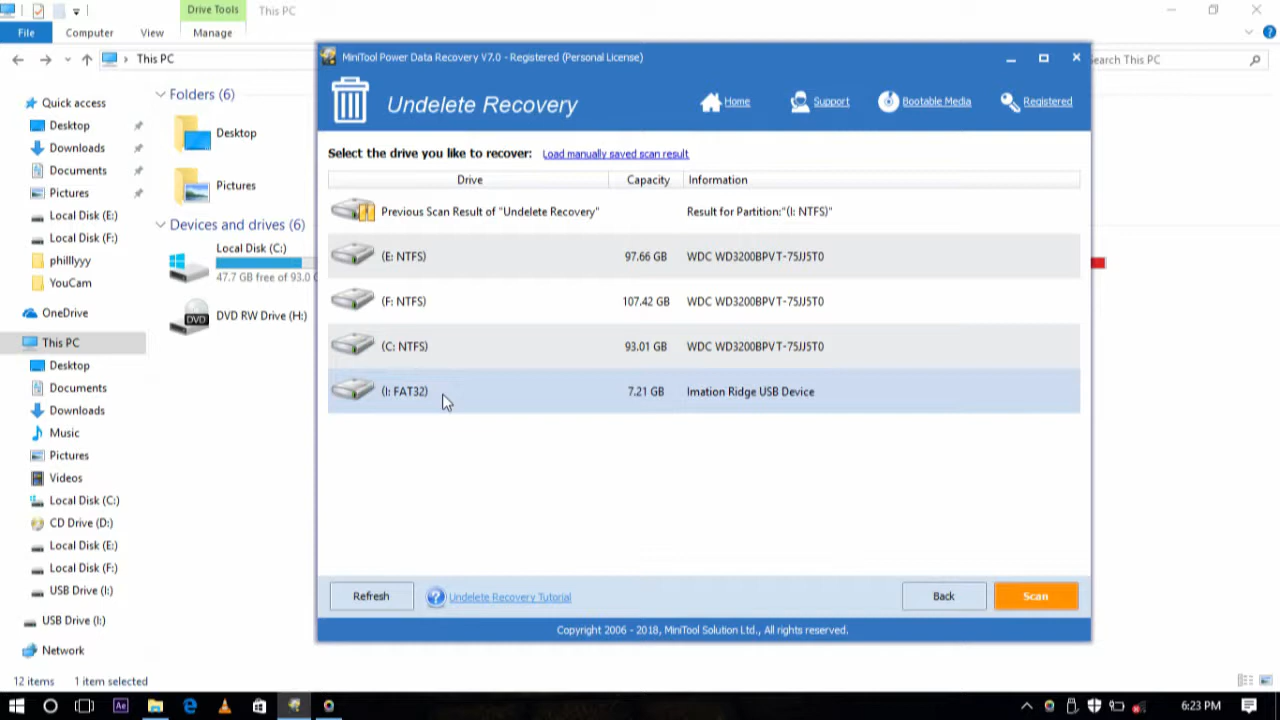 Drive Tools
This PC
File
Computer
View
Manage
This PC
earch This PC
Quick access
Desktop
Downloads
Documents
Pictures
Local Disk (E:)
Local Disk (F:)
philllyyy
YouCam
OneDrive
This PC
Desktop
Documents
Downloads
Music
Pictures
Videos
Local Disk (C:)
CD Drive (D:)
Local Disk (E:)
Local Disk (F:)
USB Drive (I:)
USB Drive (I:)
Network
12 items 1 item selected
Folders (6)
Desktop
Pictures
Devices and drives (6)
Local Disk (C:)
47.7 GB free of 93.0 G
DVD
DVD RW Drive (H:)
MiniTool Power Data Recovery V7.0 - Registered (Personal License)
Undelete Recovery
Home
Support
Bootable Media
Registered
Select the drive you like to recover: Load manually saved scan result
Drive Capacity Information
Previous Scan Result of "Undelete Recovery" Result for Partition:"(I: NTFS)"
(E: NTFS) 97.66 GB WDC WD3200BPVT-75JJ5T0
(F: NTFS) 107.42 GB WDC WD3200BPVT-75JJ5T0
(C: NTFS) 93.01 GB WDC WD3200BPVT-75JJ5T0
(I: FAT32) 7.21 GB Imation Ridge USB Device
Refresh
Undelete Recovery Tutorial
Back
Scan
Copyright 2006 - 2018, MiniTool Solution Ltd., All rights reserved.
Ae
6:23 PM